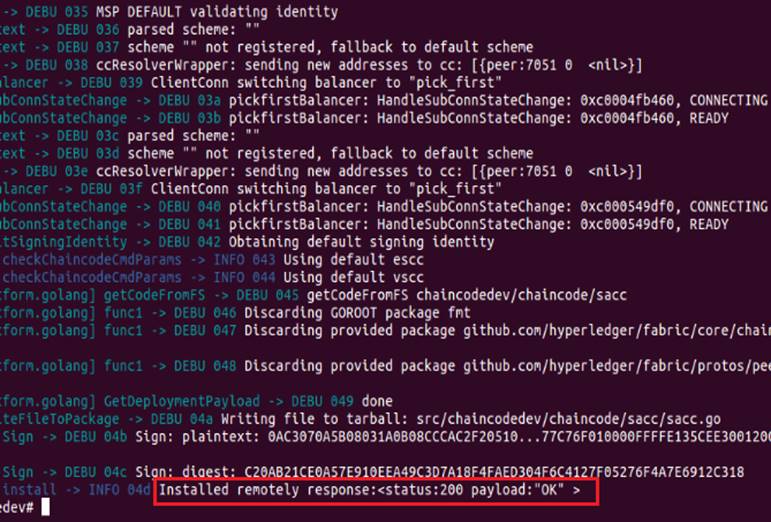 -> DEBU 035 MSP DEFAULT validating identity
text -> DEBU 036 parsed scheme: ""
text -> DEBU 037 scheme "" not registered, fallback to default scheme
-> DEBU 038 ccResolverWrapper: sending new addresses to cc: [{peer:7051 0 <nil>}]
alancer -> DEBU 039 ClientConn switching balancer to "pick_first"
ubConnStateChange -> DEBU 03a pickfirstBalancer: HandleSubConnStateChange: 0xc0004fb460, CONNECTING
ubConnStateChange -> DEBU 03b pickfirstBalancer: HandleSubConnStateChange: 0xc0004fb460, READY
text -> DEBU 03c parsed scheme: ""
text -> DEBU 03d scheme "" not registered, fallback to default scheme
-> DEBU 03e ccResolverWrapper: sending new addresses to cc: [{peer:7051 0 <nil>}]
alancer -> DEBU 03f ClientConn switching balancer to "pick_first"
ubConnStateChange -> DEBU 040 pickfirstBalancer: HandleSubConnStateChange: 0xc000549df0, CONNECTING
ubConnStateChange -> DEBU 041 pickfirstBalancer: HandleSubConnStateChange: 0xc000549df0, READY
ltSigningIdentity -> DEBU 042 Obtaining default signing identity
checkChaincodeCmdParams -> INFO 043 Using default escc
checkChaincodeCmdParams -> INFO 044 Using default vscc
tform.golang] getCodeFromFS -> DEBU 045 getCodeFromFS chaincodedev/chaincode/sacc
tform.golang] func1 -> DEBU 046 Discarding GOROOT package fmt
tform.golang] func1 -> DEBU 047 Discarding provided package github.com/hyperledger/fabric/core/chain
tform.golang] func1 -> DEBU 048 Discarding provided package github.com/hyperledger/fabric/protos/pee
tform.golang] GetDeploymentPayload -> DEBU 049 done
iteFileToPackage -> DEBU 04a Writing file to tarball: src/chaincodedev/chaincode/sacc/sacc.go
Sign -> DEBU 04b Sign: plaintext: 0AC3070A5B08031A0B08CCCAC2F20510...77C76F010000FFFFE135CEE3001200
Sign -> DEBU 04c Sign: digest: C20AB21CE0A57E910EEA49C3D7A18F4FAED304F6C4127F05276F4A7E6912C318
install -> INFO 04d Installed remotely response:<status:200 payload:"OK" >
edev#